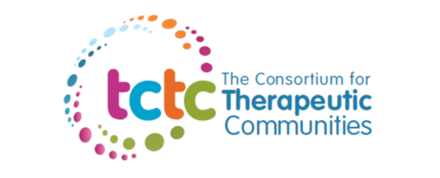 tctc
The Consortium for
Therapeutic
Communities